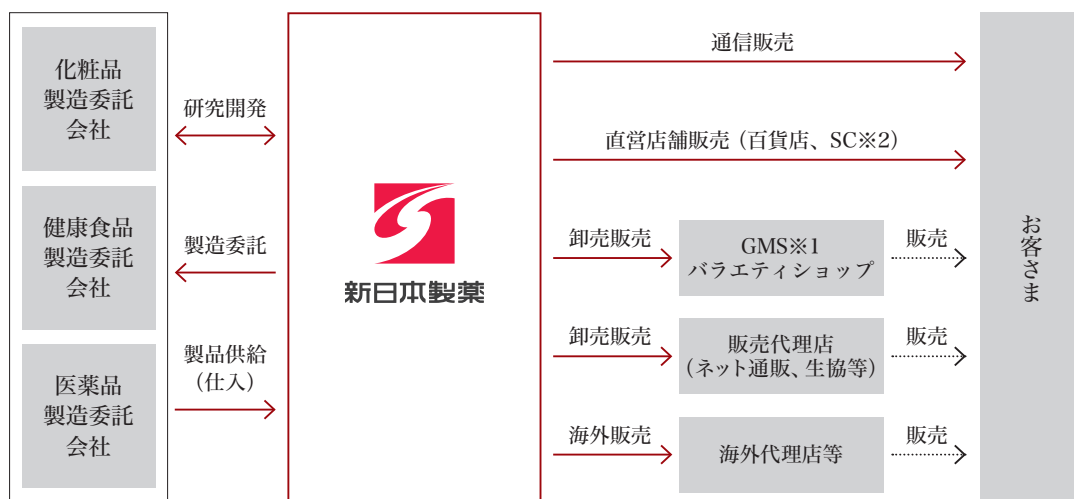 化粧品
製造委託
会社
健康食品
製造委託
会社
医薬品
製造委託
会社
研究開発
製造委託
製品供給
（仕入）
新日本製薬
通信販売
直営店舗販売（百貨店、SC※2）
卸売販売
GMS※1
バラエティショップ
販売
卸売販売
販売代理店
（ネット通販、生協等）
販売
海外販売
海外代理店等
販売
お客さま